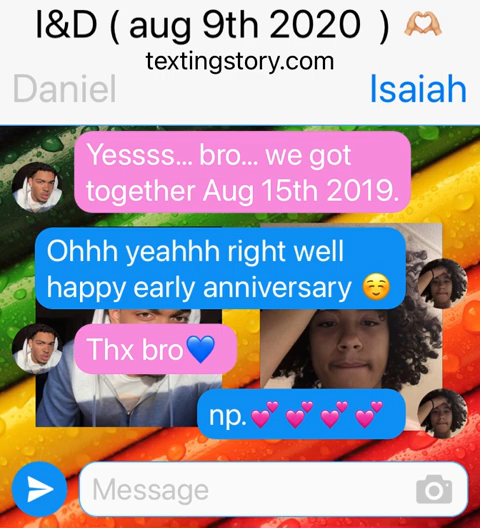 I&D ( aug 9th 2020 ) 🫶🏼
textingstory.com
Daniel
Isaiah
Yessss... bro... we got
together Aug 15th 2019.
Ohhh yeahhh right well
happy early anniversary ☺️
Thx bro💙
np.💕💕💕💕
Message